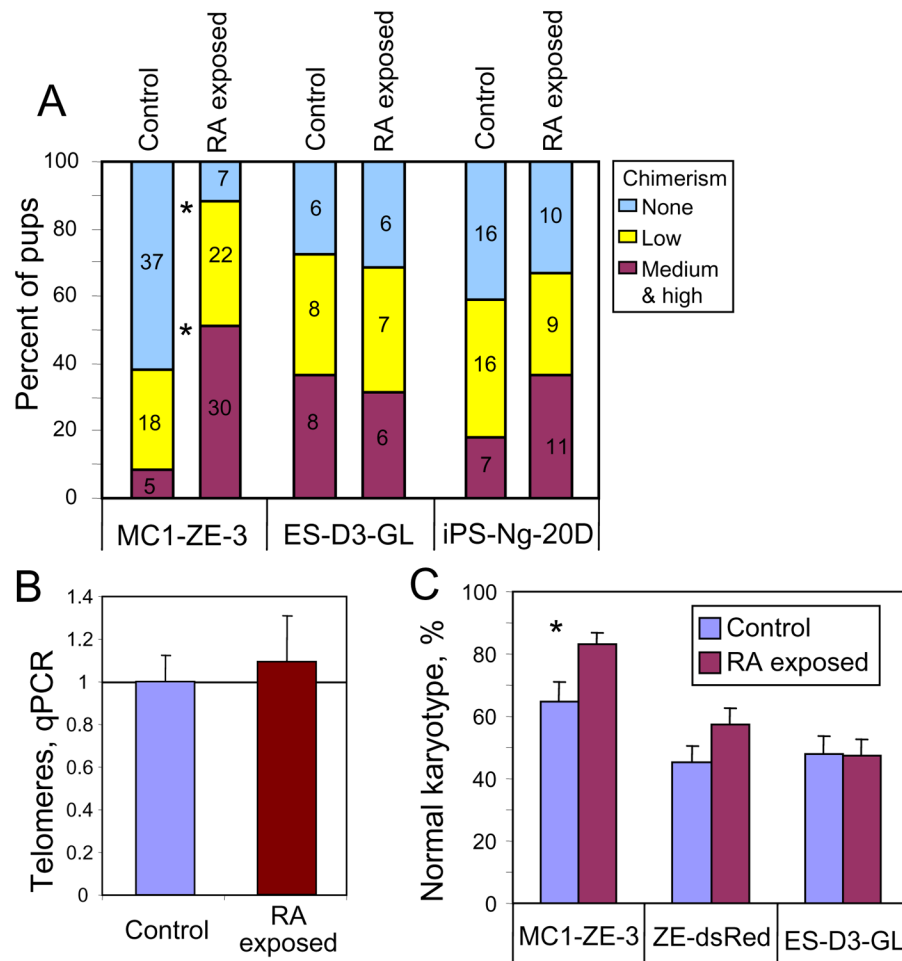 A
Control
RA exposed
Control
RA exposed
Control
RA exposed
Percent of pups
100
80
60
40
20
0
37
18
5
*
*
7
22
30
6
8
8
6
7
6
16
16
7
10
9
11
MC1-ZE-3
ES-D3-GL
iPS-Ng-20D
Chimerism
None
Low
Medium
& high
B
Telomeres, qPCR
1.4
1.2
1
0.8
0.6
0.4
0.2
0
Control
RA
exposed
C
Normal karyotype, %
100
80
60
40
20
0
*
Control
RA exposed
MC1-ZE-3
ZE-dsRed
ES-D3-GL